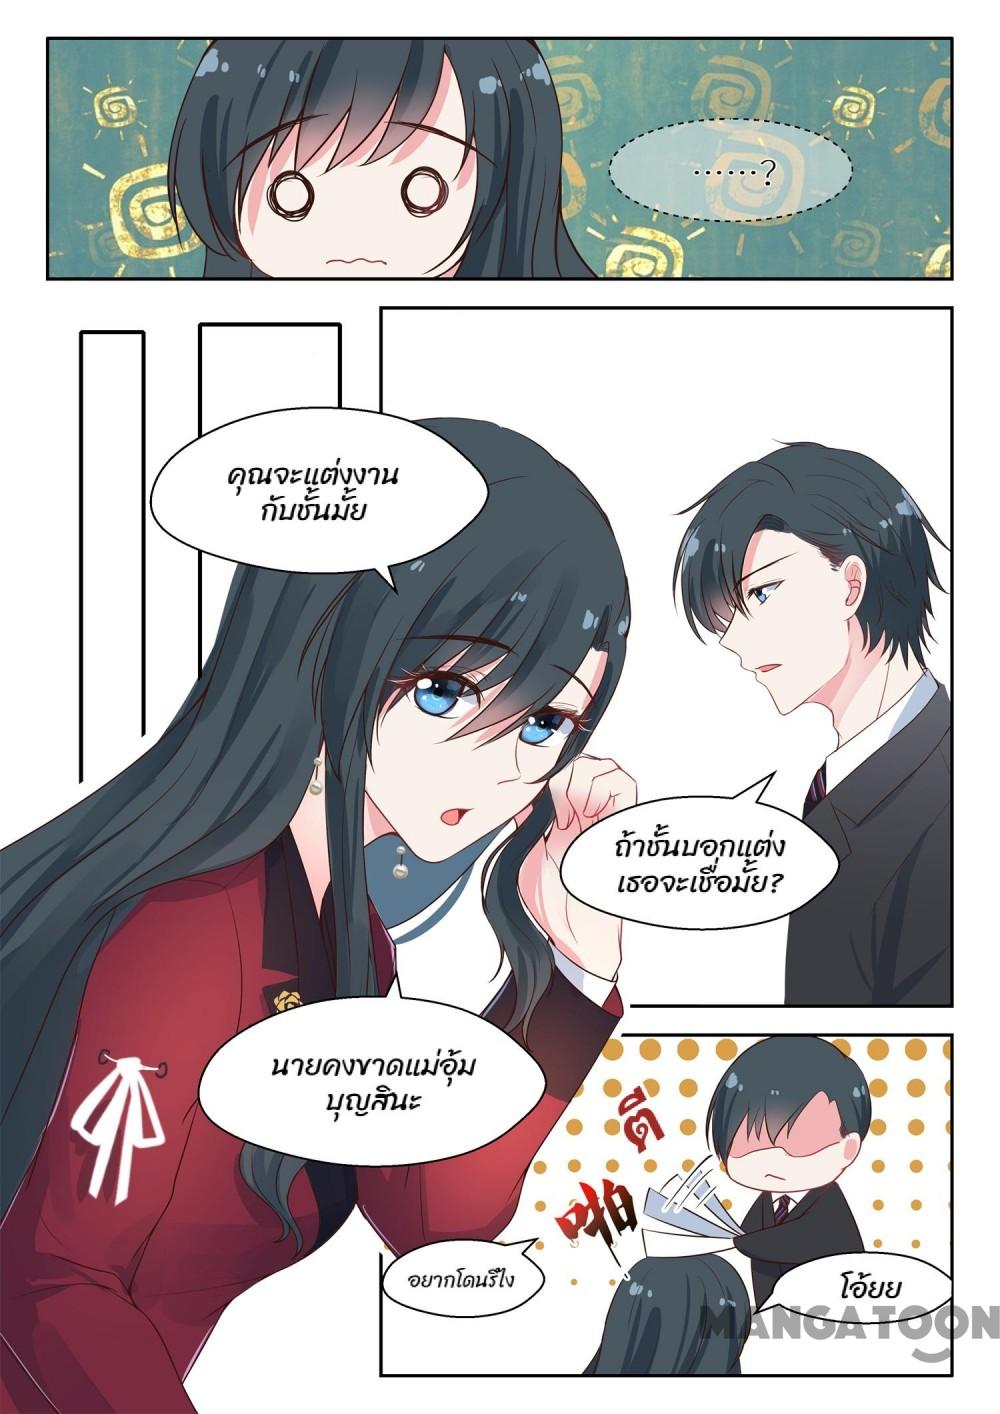 ……?
คุณจะแต่งงาน
กับชั้นมั้ย
ถ้าชั้นบอกแต่ง
เธอจะเชื่อมั้ย?
นายคงขาดแม่อุ้ม
บุญสินะ
ตี
啪
อยากโดนรึไง
โอ้ยย
MANGATOON